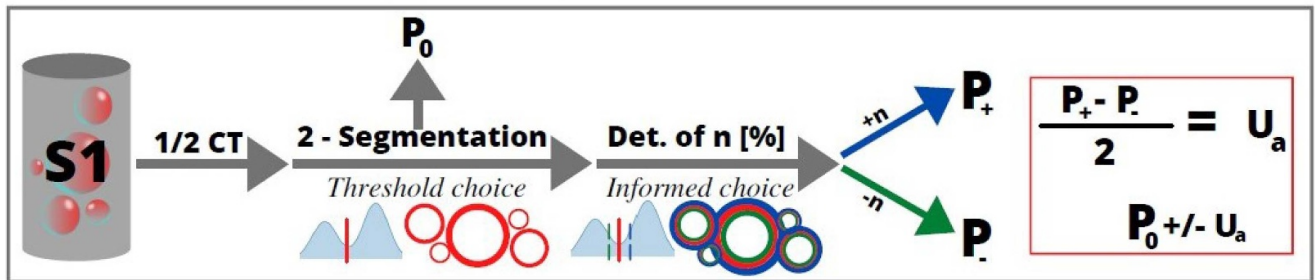 S1
1/2 CT
P0
2 - Segmentation
Threshold choice
Det. of n [%]
Informed choice
+n
-n
P+
P-
P+ - P-
2
= Ua
P0 +/- Ua